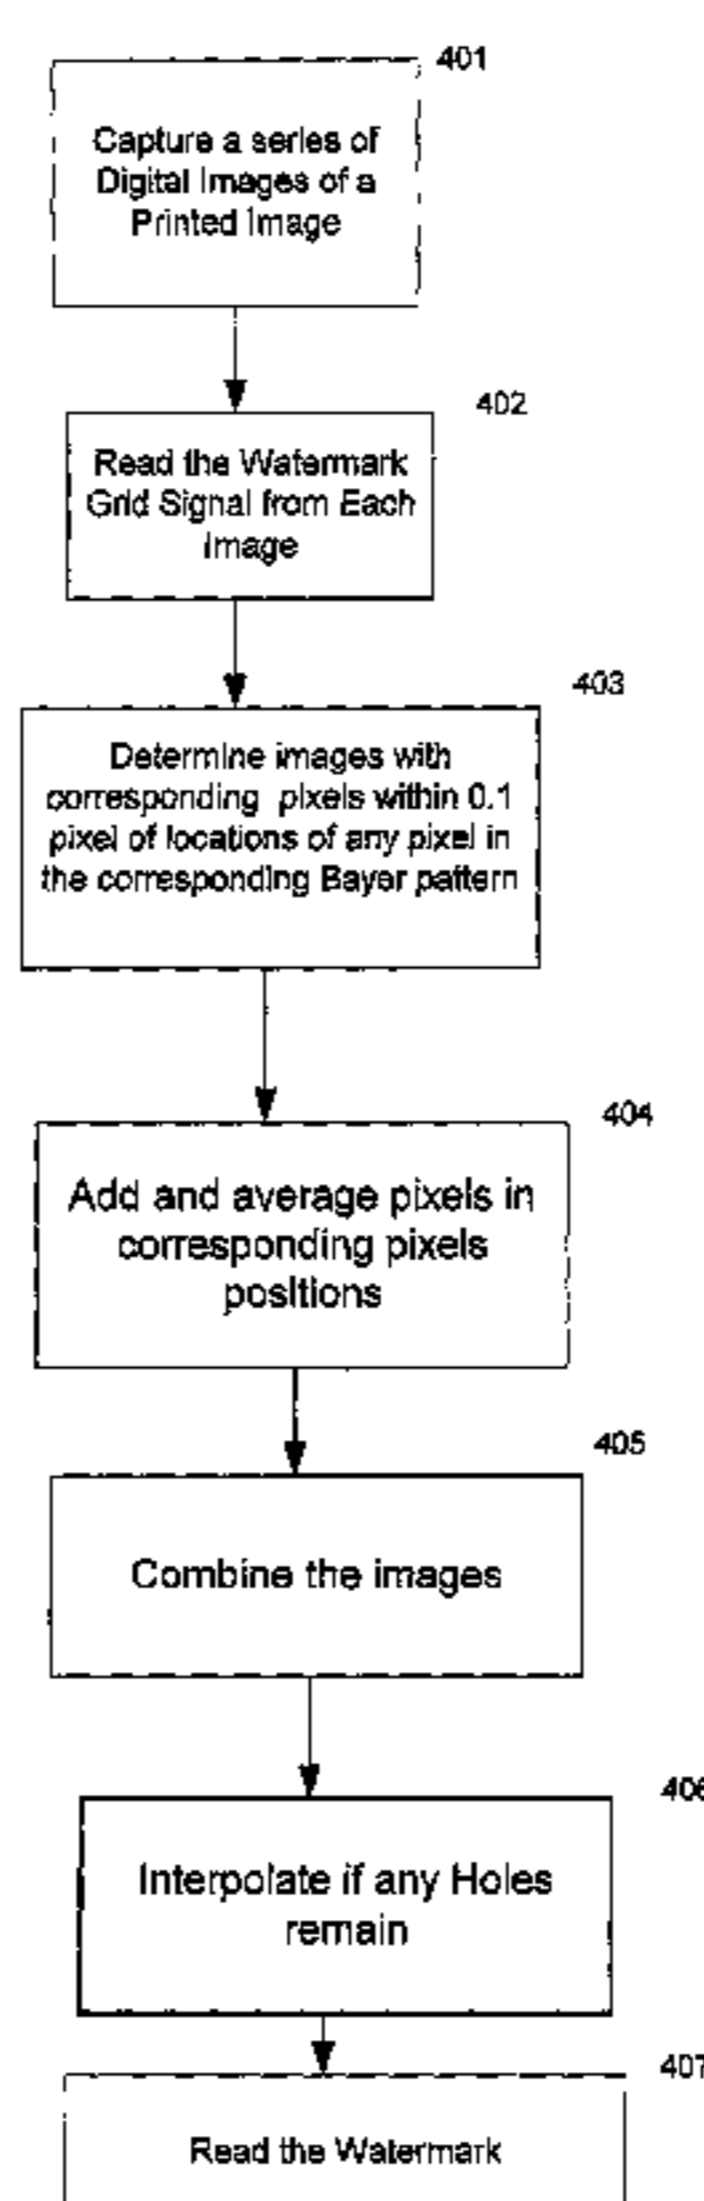 401
Capture a series of
Digital Images of a
Printed Image
402
Read the Watermark
Grid Signal from Each
Image
403
Determine images with
corresponding pixels within 0.1
pixel of locations of any pixel in
the corresponding Bayer pattern
404
Add and average pixels in
corresponding pixels
positions
405
Combine the images
406
Interpolate if any Holes
remain
407
Read the Watermark